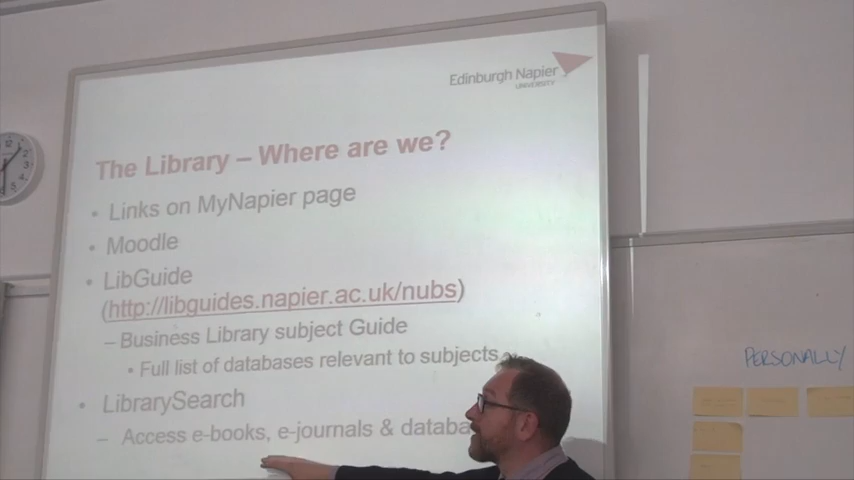 Edinburgh Napier
UNIVERSITY
The Library – Where are we?
• Links on MyNapier page
• Moodle
• LibGuide
(http://libguides.napier.ac.uk/nubs)
– Business Library subject Guide
• Full list of databases relevant to subjects
• LibrarySearch
– Access e-books, e-journals & databa
PERSONALLY